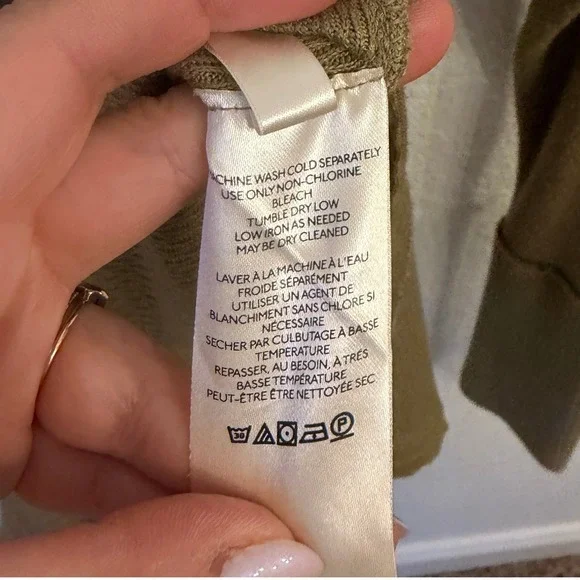 MACHINE WASH COLD SEPARATELY
USE ONLY NON-CHLORINE
BLEACH
TUMBLE DRY LOW
LOW IRON AS NEEDED
MAY BE DRY CLEANED
LAVER À LA MACHINE À L'EAU
FROIDE SÉPARÉMENT
UTILISER UN AGENT DE
BLANCHIMENT SANS CHLORE SI
NÉCESSAIRE
SECHER PAR CULBUTAGE À BASSE
TEMPERATURE
REPASSER, AU BESOIN, À TRÉS
BASSE TEMPÉRATURE
PEUT-ÊTRE ÊTRE NETTOYÉE SEC
30 P